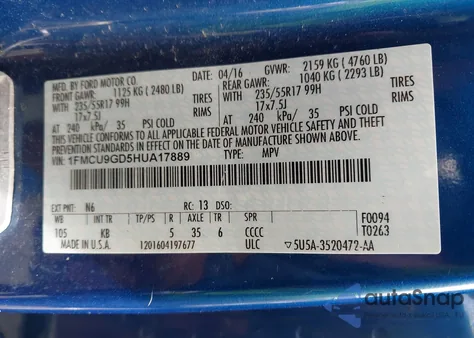 MFD. BY FORD MOTOR CO.
DATE: 04/16 GVWR: 2159 KG ( 4760 LB)
FRONT GAWR: 1125 KG ( 2480 LB) REAR GAWR: 1040 KG ( 2293 LB)
WITH 235/55R17 99H TIRES WITH 235/55R17 99H TIRES
17x7.5J RIMS 17x7.5J RIMS
AT 240 kPa/ 35 PSI COLD AT 240 kPa/ 35 PSI COLD
THIS VEHICLE CONFORMS TO ALL APPLICABLE FEDERAL MOTOR VEHICLE SAFETY, BUMPER, AND THEFT PREVENTION STANDARDS IN EFFECT ON THE DATE OF MANUFACTURE SHOWN ABOVE.
VIN: 1FMCU9GD5HUA17889
TYPE: MPV
F0094
T0263
EXT PNT: N6 RC: 13 DSO:
WB INT TR TP/PS R AXLE TR SPR
105 KB 5 35 6 CCCC
MADE IN U.S.A. 1201604197677 ULC 5U5A-3520472-AA
autoSnap